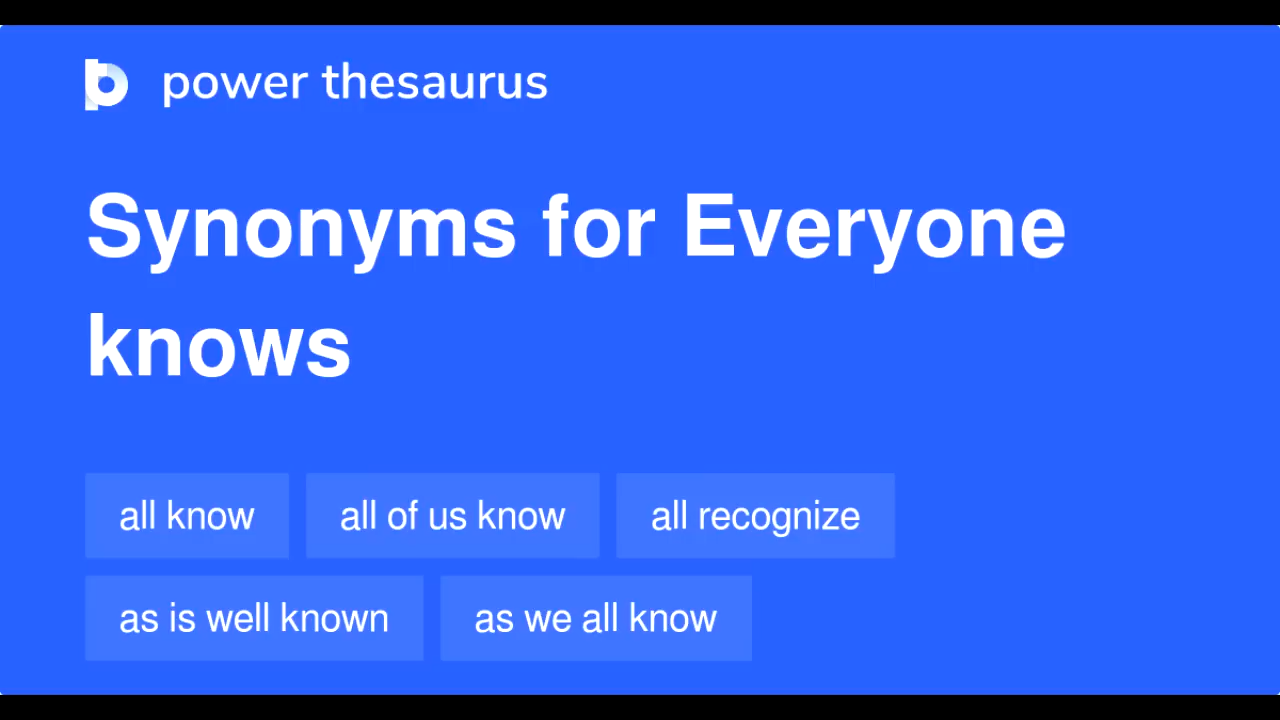 power thesaurus
Synonyms for Everyone
knows
all know all of us know all recognize
as is well known as we all know